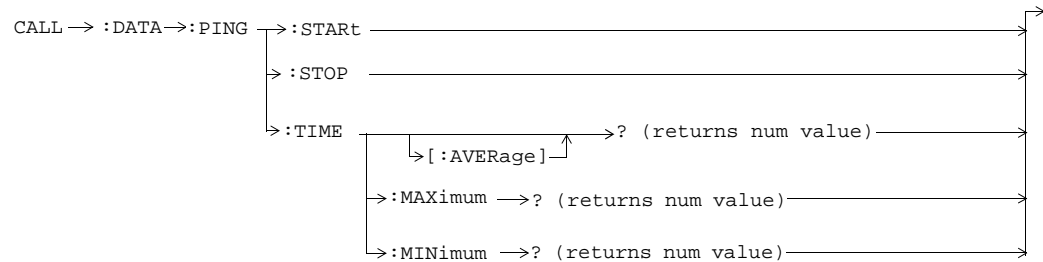 CALL :DATA :PING :STARt
:STOP
:TIME ? (returns num value)
[:AVERage]
:MAXimum ? (returns num value)
:MINimum ? (returns num value)